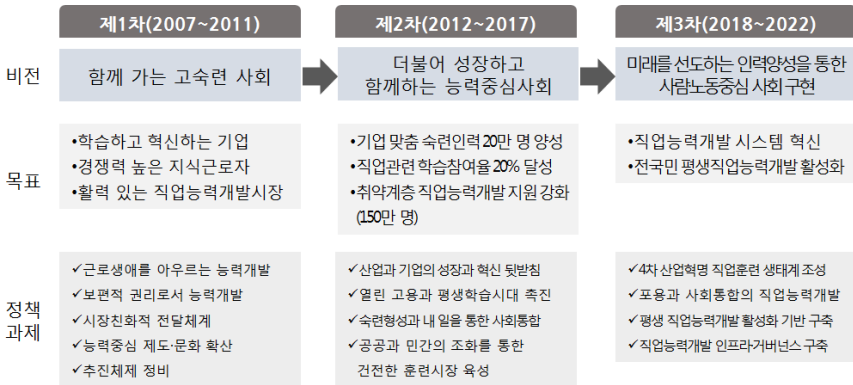 제1차(2007~2011)
제2차(2012~2017)
제3차(2018~2022)
비전
함께 가는 고숙련 사회
더불어 성장하고
함께하는 능력중심사회
미래를 선도하는 인력양성을 통한
사람노동중심 사회 구현
목표
•학습하고 혁신하는 기업
•경쟁력 높은 지식근로자
•활력 있는 직업능력개발시장
•기업 맞춤 숙련인력 20만 명 양성
•직업관련 학습참여율 20% 달성
•취약계층 직업능력개발 지원 강화
(150만 명)
•직업능력개발 시스템 혁신
•전국민 평생직업능력개발 활성화
정책
과제
✓근로생애를 아우르는 능력개발
✓보편적 권리로서 능력개발
✓시장친화적 전달체계
✓능력중심 제도·문화 확산
✓추진체제 정비
✓산업과 기업의 성장과 혁신 뒷받침
✓열린 고용과 평생학습시대 촉진
✓숙련형성과 내 일을 통한 사회통합
✓공공과 민간의 조화를 통한
건전한 훈련시장 육성
✓4차 산업혁명 직업훈련 생태계 조성
✓포용과 사회통합의 직업능력개발
✓평생 직업능력개발 활성화 기반 구축
✓직업능력개발 인프라·거버넌스 구축